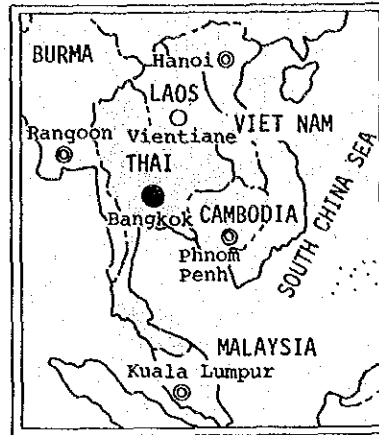 BURMA
Hanoi
LAOS
Rangoon
Vientiane
VIET NAM
THAI
Bangkok
CAMBODIA
Phnom
Penh
SOUTH CHINA SEA
MALAYSIA
Kuala Lumpur